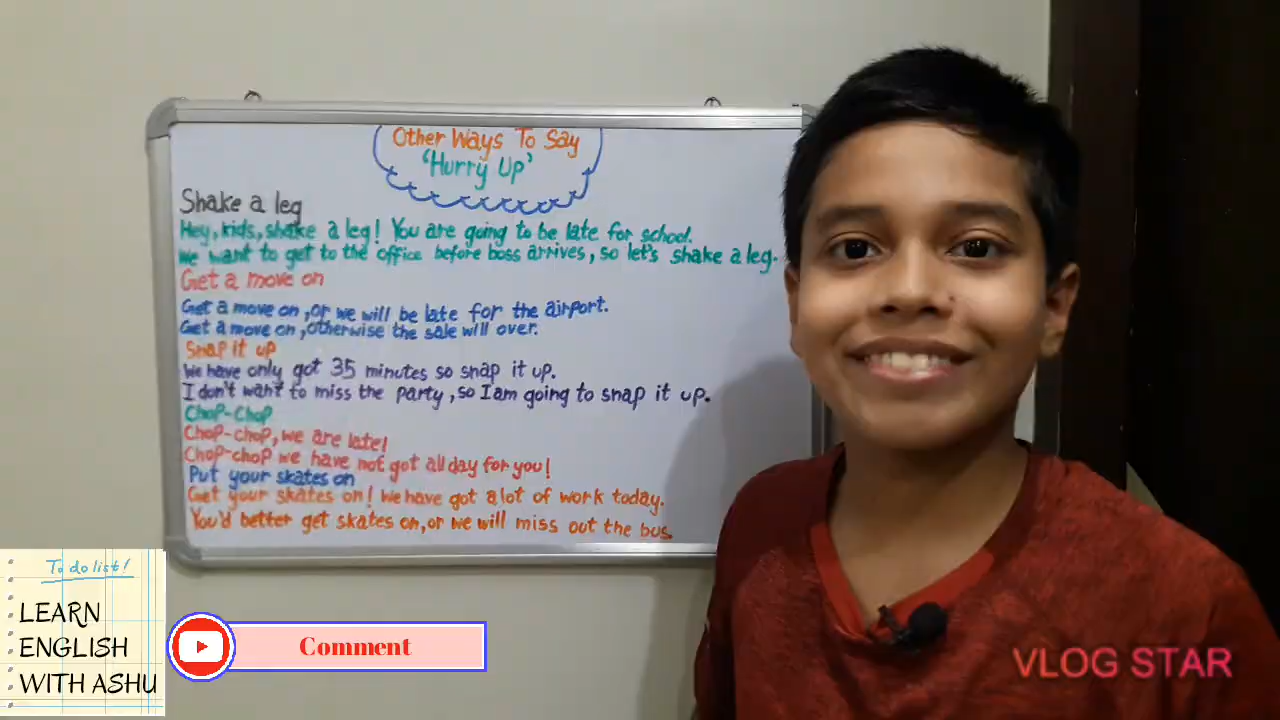 Other Ways To Say
'Hurry Up'
Shake a leg
Hey, kids, shake a leg! You are going to be late for school.
We want to get to the office before boss arrives, so let's shake a leg.
Get a move on
Get a move on, or we will be late for the airport.
Get a move on, otherwise the sale will over.
Snap it up
We have only got 35 minutes so snap it up.
I don't want to miss the party, so I am going to snap it up.
Chop-Chop
Chop-chop, we are late!
Chop-chop we have not got all day for you!
Put your skates on
Get your skates on! We have got a lot of work today.
You'd better get skates on, or we will miss out the bus
To do list!
LEARN
ENGLISH
WITH ASHU
Comment
VLOG STAR